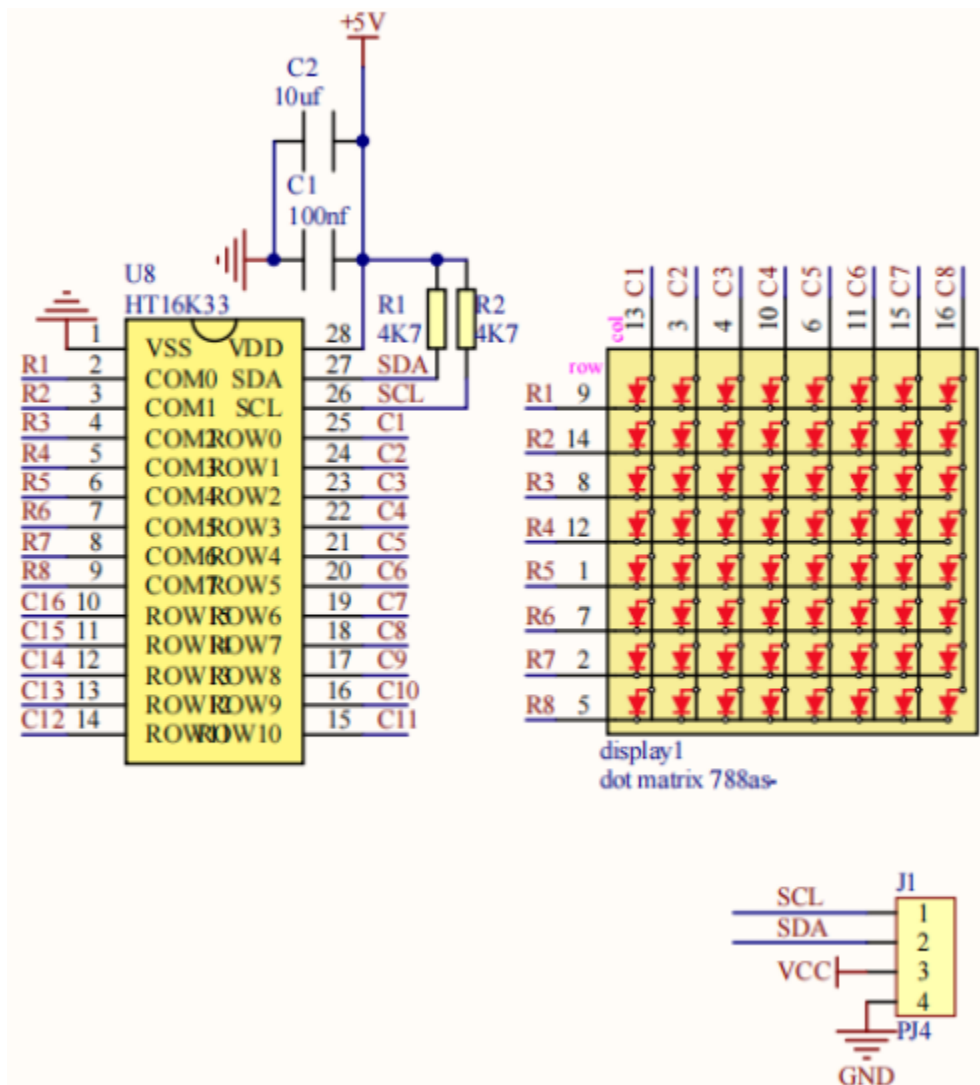 +5V
C2
10uf
C1
100nf
U8
HT16K33
R1
4K7
R2
4K7
1 VSS VDD 28
R1 2 COM0 SDA 27 SDA
R2 3 COM1 SCL 26 SCL
R3 4 COM2 ROW0 25 C1
R4 5 COM3 ROW1 24 C2
R5 6 COM4 ROW2 23 C3
R6 7 COM5 ROW3 22 C4
R7 8 COM6 ROW4 21 C5
R8 9 COM7 ROW5 20 C6
C16 10 ROW15 ROW6 19 C7
C15 11 ROW14 ROW7 18 C8
C14 12 ROW13 ROW8 17 C9
C13 13 ROW12 ROW9 16 C10
C12 14 ROW11 ROW10 15 C11
C1 C2 C3 C4 C5 C6 C7 C8
col 13 3 4 10 6 11 15 16
row
R1 9
R2 14
R3 8
R4 12
R5 1
R6 7
R7 2
R8 5
display1
dot matrix 788as-
J1
SCL 1
SDA 2
VCC 3
4
PJ4
GND